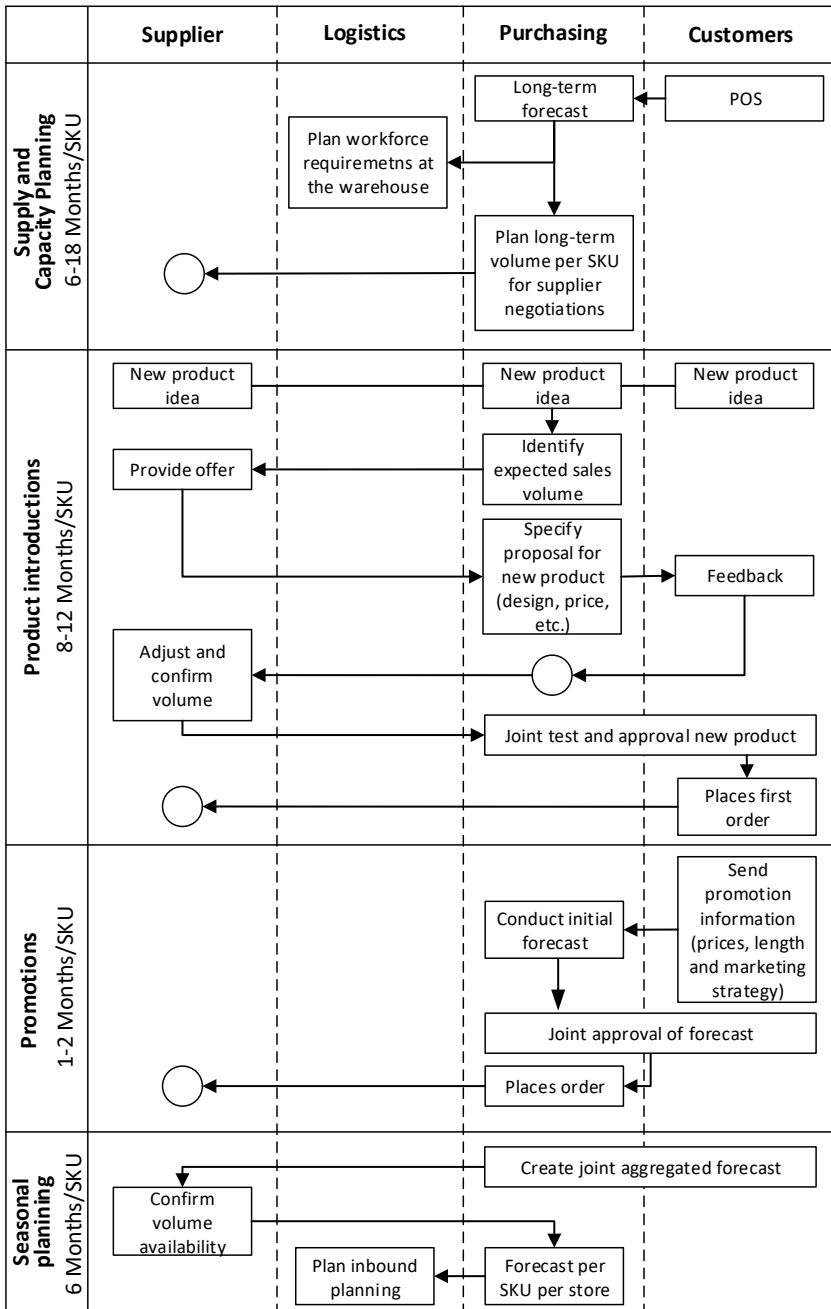 Supplier
Logistics
Purchasing
Customers
Supply and
Capacity Planning
6-18 Months/SKU
Long-term
forecast
POS
Plan workforce
requiremetns at
the warehouse
Plan long-term
volume per SKU
for supplier
negotiations
Product introductions
8-12 Months/SKU
New product
idea
New product
idea
New product
idea
Provide offer
Identify
expected sales
volume
Specify
proposal for
new product
(design, price,
etc.)
Feedback
Adjust and
confirm
volume
Joint test and approval new product
Places first
order
Promotions
1-2 Months/SKU
Send
promotion
information
(prices, length
and marketing
strategy)
Conduct initial
forecast
Joint approval of forecast
Places order
Seasonal
planining
6 Months/SKU
Create joint aggregated forecast
Confirm
volume
availability
Plan inbound
planning
Forecast per
SKU per store